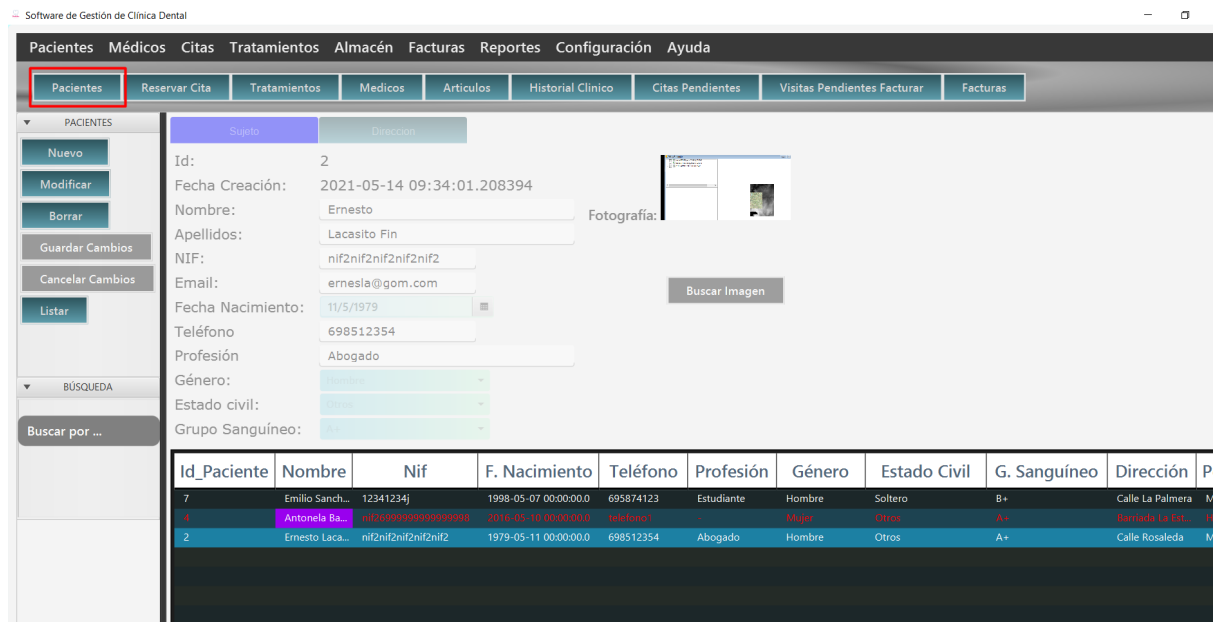 Software de Gestión de Clínica Dental
Pacientes Médicos Citas Tratamientos Almacén Facturas Reportes Configuración Ayuda
Pacientes Reservar Cita Tratamientos Medicos Articulos Historial Clinico Citas Pendientes Visitas Pendientes Facturar Facturas
PACIENTES
Nuevo
Modificar
Borrar
Guardar Cambios
Cancelar Cambios
Listar
BÚSQUEDA
Buscar por ...
Sujeto Direccion
Id: 2
Fecha Creación: 2021-05-14 09:34:01.208394
Nombre: Ernesto
Apellidos: Lacasito Fin
NIF: nif2nif2nif2nif2nif2
Email: ernesla@gom.com
Fecha Nacimiento: 11/5/1979
Teléfono 698512354
Profesión Abogado
Género: Hombre
Estado civil: Otros
Grupo Sanguíneo: A+
Fotografía:
Buscar Imagen
Id_Paciente Nombre Nif F. Nacimiento Teléfono Profesión Género Estado Civil G. Sanguíneo Dirección P
7 Emilio Sanch... 12341234j 1998-05-07 00:00:00.0 695874123 Estudiante Hombre Soltero B+ Calle La Palmera M
4 Antonela Ba... 2016-05-10 00:00:00.0 telefono1 - Mujer Otros A+ Barriada La Est...
2 Ernesto Laca... nif2nif2nif2nif2nif2 1979-05-11 00:00:00.0 698512354 Abogado Hombre Otros A+ Calle Rosaleda M